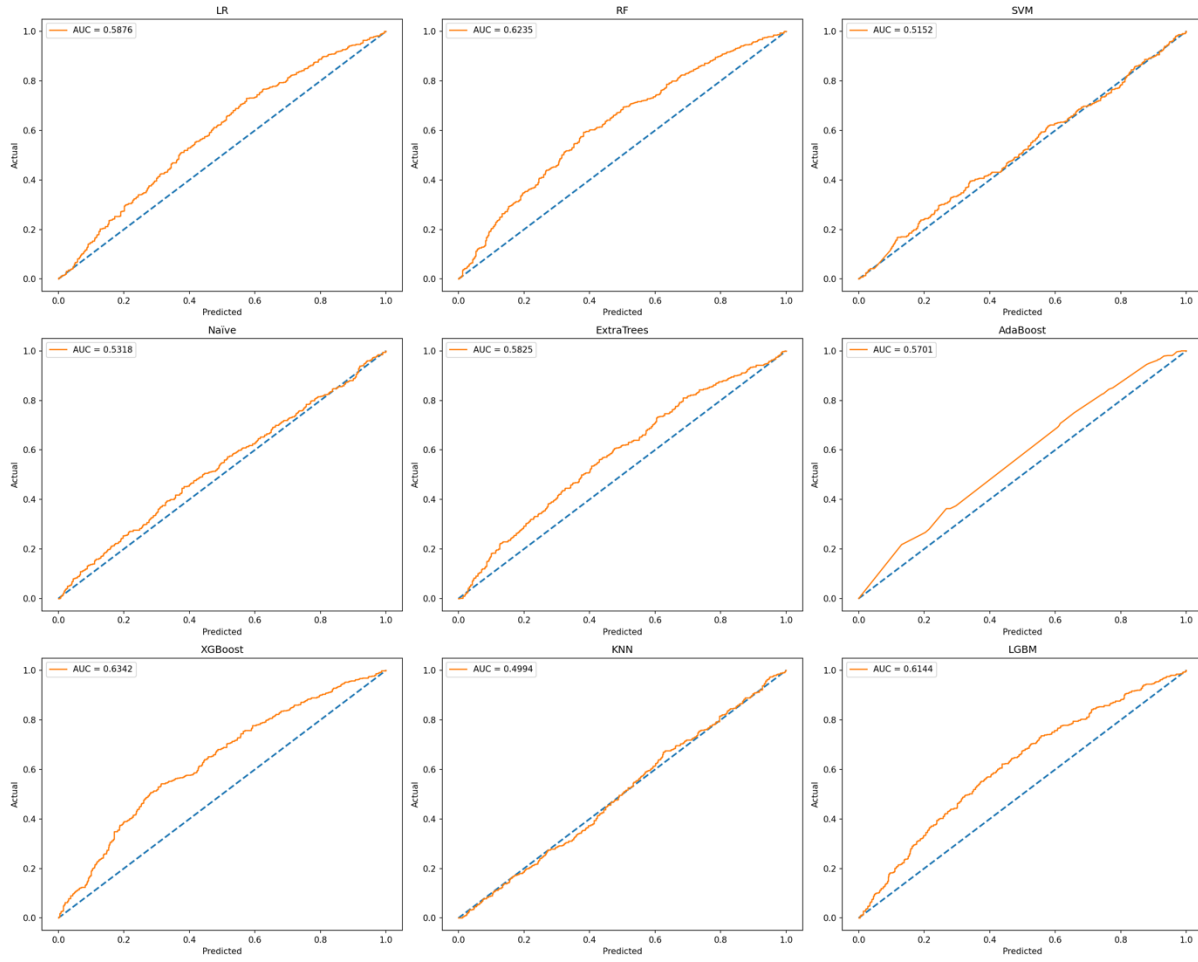 LR
AUC = 0.5876
1.0
0.8
0.6
0.4
0.2
0.0
Actual
0.0 0.2 0.4 0.6 0.8 1.0
Predicted
RF
AUC = 0.6235
1.0
0.8
0.6
0.4
0.2
0.0
Actual
0.0 0.2 0.4 0.6 0.8 1.0
Predicted
SVM
AUC = 0.5152
1.0
0.8
0.6
0.4
0.2
0.0
Actual
0.0 0.2 0.4 0.6 0.8 1.0
Predicted
Naïve
AUC = 0.5318
1.0
0.8
0.6
0.4
0.2
0.0
Actual
0.0 0.2 0.4 0.6 0.8 1.0
Predicted
ExtraTrees
AUC = 0.5825
1.0
0.8
0.6
0.4
0.2
0.0
Actual
0.0 0.2 0.4 0.6 0.8 1.0
Predicted
AdaBoost
AUC = 0.5701
1.0
0.8
0.6
0.4
0.2
0.0
Actual
0.0 0.2 0.4 0.6 0.8 1.0
Predicted
XGBoost
AUC = 0.6342
1.0
0.8
0.6
0.4
0.2
0.0
Actual
0.0 0.2 0.4 0.6 0.8 1.0
Predicted
KNN
AUC = 0.4994
1.0
0.8
0.6
0.4
0.2
0.0
Actual
0.0 0.2 0.4 0.6 0.8 1.0
Predicted
LGBM
AUC = 0.6144
1.0
0.8
0.6
0.4
0.2
0.0
Actual
0.0 0.2 0.4 0.6 0.8 1.0
Predicted